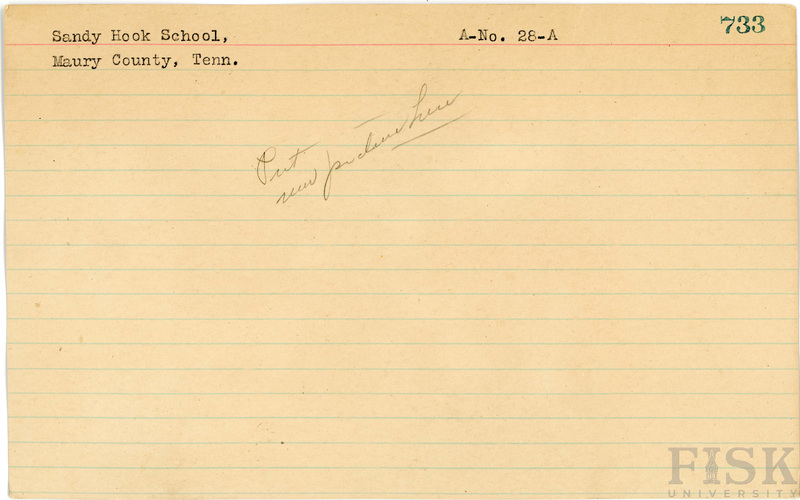 Sandy Hook School, A-No. 28-A 733
Maury County, Tenn.
Put
new picture here
FISK
UNIVERSITY